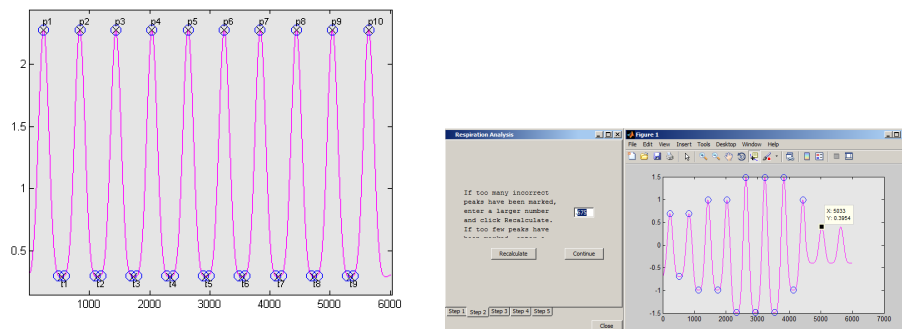 p1 p2 p3 p4 p5 p6 p7 p8 p9 p10
2
1.5
1
0.5
t1 t2 t3 t4 t5 t6 t7 t8 t9
1000 2000 3000 4000 5000 6000
Respiration Analysis
If too many incorrect
peaks have been marked,
enter a larger number
and click Recalculate.
If too few peaks have
Recalculate Continue
Step 1 Step 2 Step 3 Step 4 Step 5
Close
Figure 1
File Edit View Insert Tools Desktop Window Help
1.5
1
0.5
0
-0.5
-1
-1.5
X: 5033
Y: 0.3954
0 1000 2000 3000 4000 5000 6000 7000